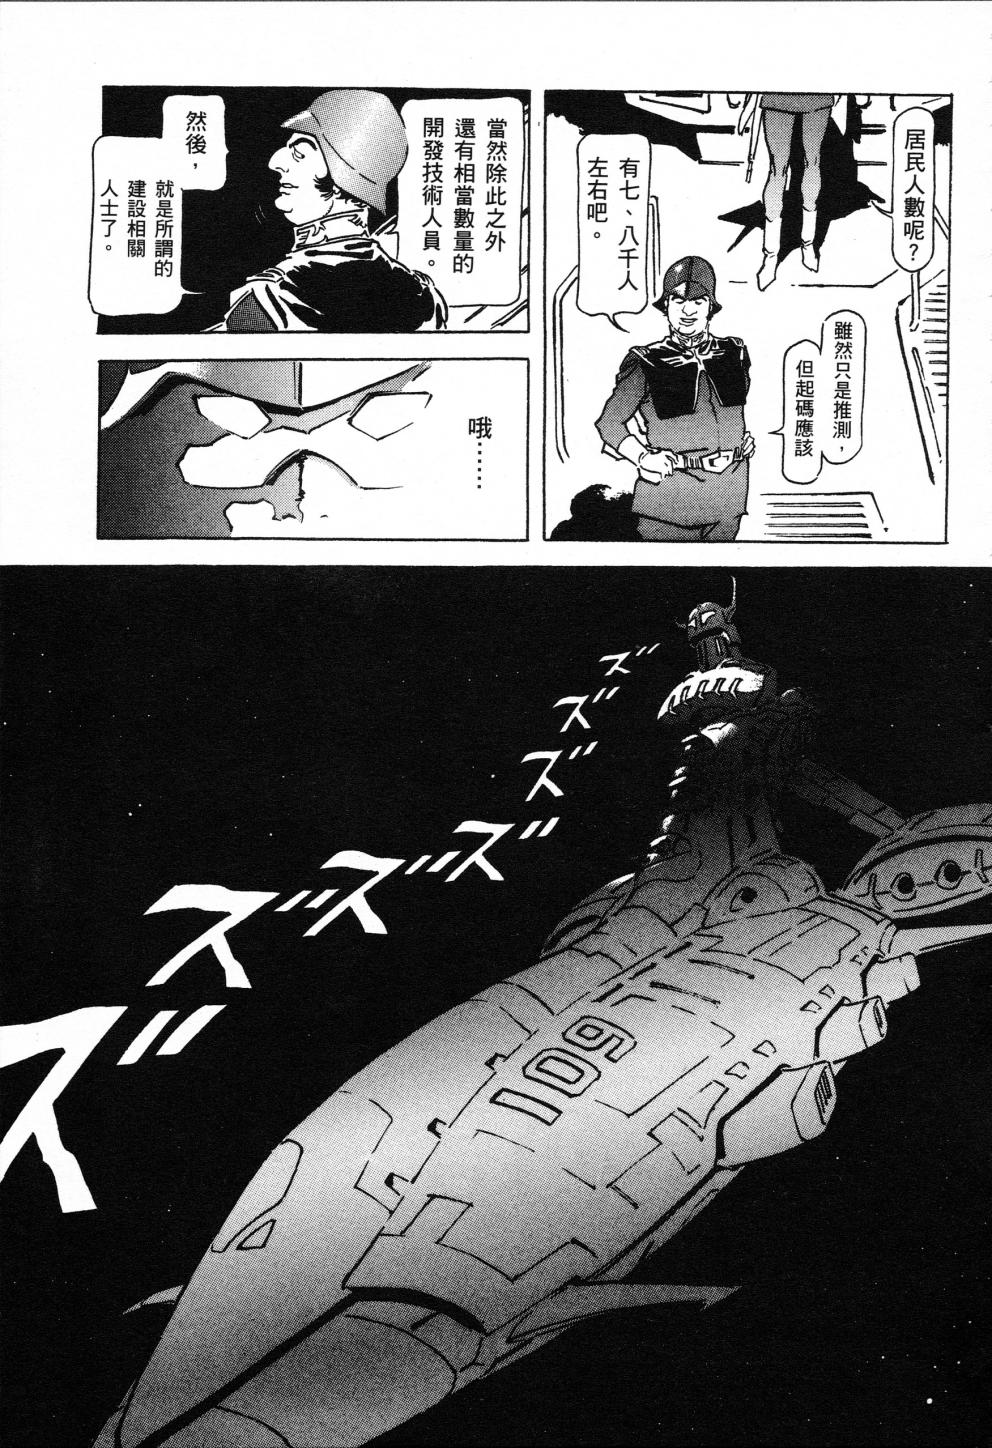 居民人數呢？
雖然只是推測，
但起碼應該
有七、八千人
左右吧。
當然除此之外
還有相當數量的
開發技術人員。
然後，
就是所謂的
建設相關
人士了。
哦……
ズズズズズズズ
109